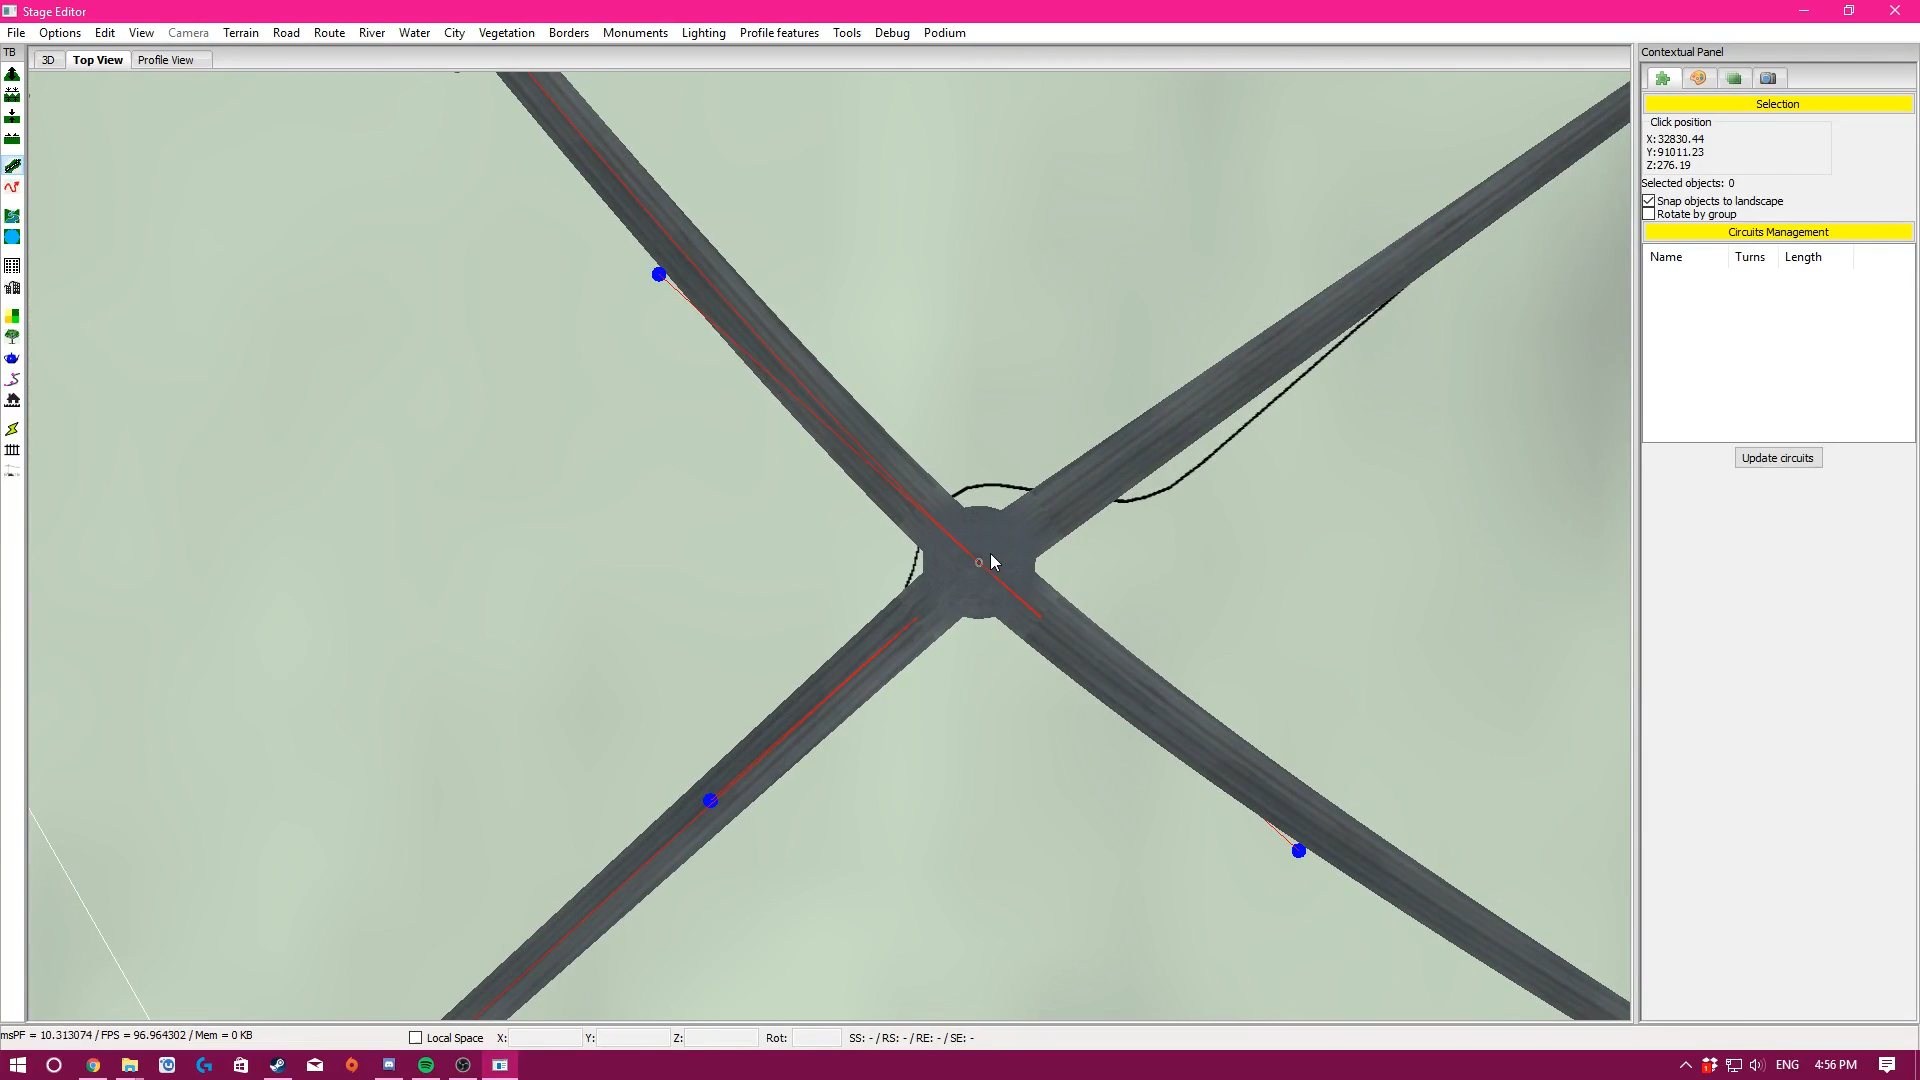 Stage Editor
File Options Edit View Camera Terrain Road Route River Water City Vegetation Borders Monuments Lighting Profile features Tools Debug Podium
TB
3D Top View Profile View
Contextual Panel
Selection
Click position
X:32830.44
Y:91011.23
Z:276.19
Selected objects: 0
Snap objects to landscape
Rotate by group
Circuits Management
Name Turns Length
Update circuits
msPF = 10.313074 / FPS = 96.964302 / Mem = 0 KB
Local Space X: Y: Z: Rot: SS: - / RS: - / RE: - / SE: -
ENG 4:56 PM